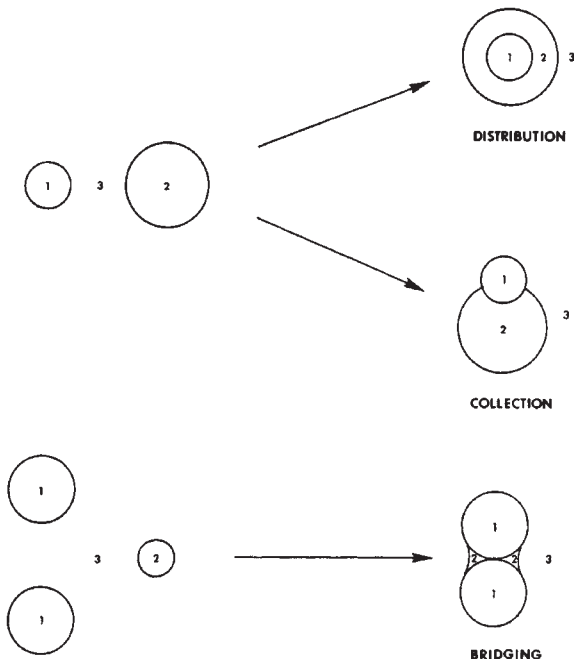 1 2 3
DISTRIBUTION
1 3 2
1
2
3
COLLECTION
1
1
3 2
2 2 3
1
1
BRIDGING